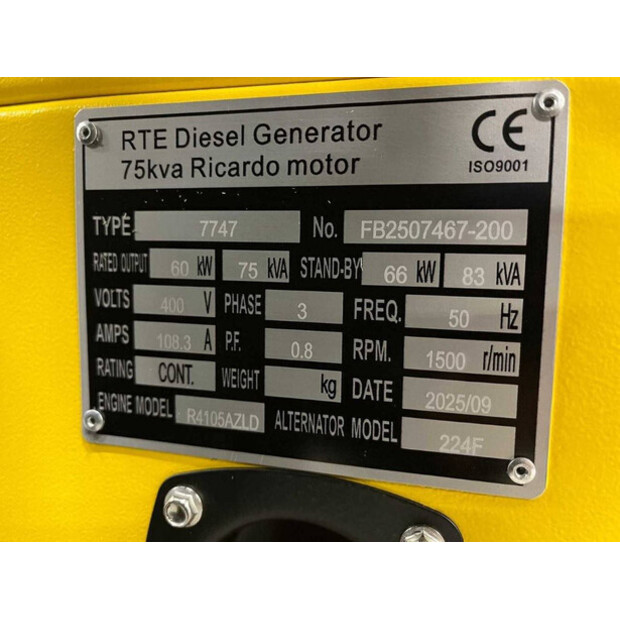 RTE Diesel Generator
75kva Ricardo motor
CE
ISO9001
TYPE 7747 No. FB2507467-200
RATED OUTPUT 60 kW 75 kVA STAND-BY 66 kW 83 kVA
VOLTS 400 V PHASE 3 FREQ. 50 Hz
AMPS 108.3 A P.F. 0.8 RPM. 1500 r/min
RATING CONT. WEIGHT kg DATE 2025/09
ENGINE MODEL R4105AZLD ALTERNATOR MODEL 224F